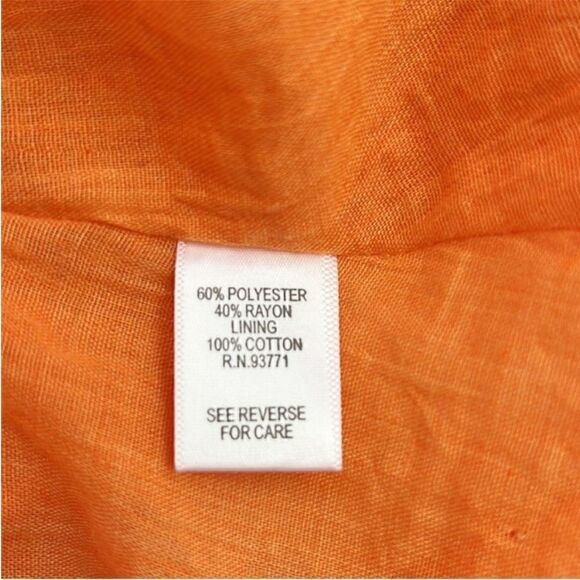 60% POLYESTER
40% RAYON
LINING
100% COTTON
R.N.93771
SEE REVERSE
FOR CARE